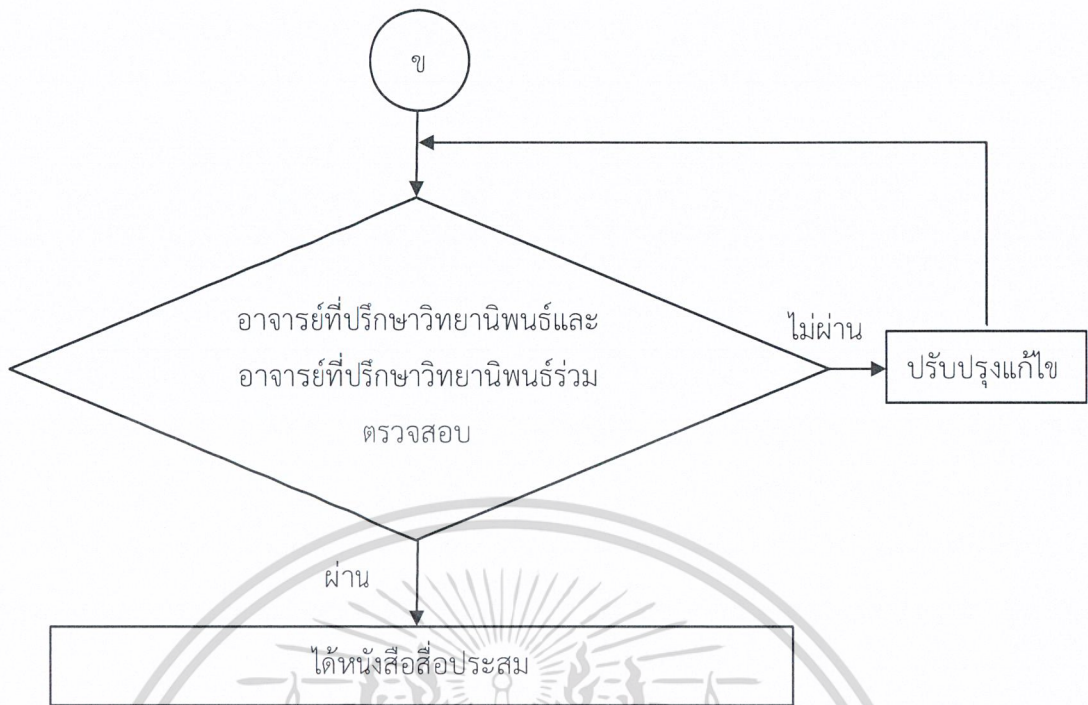 ข
อาจารย์ที่ปรึกษาวิทยานิพนธ์และ
อาจารย์ที่ปรึกษาวิทยานิพนธ์ร่วม
ตรวจสอบ
ไม่ผ่าน
ปรับปรุงแก้ไข
ผ่าน
ได้หนังสือสื่อประสม